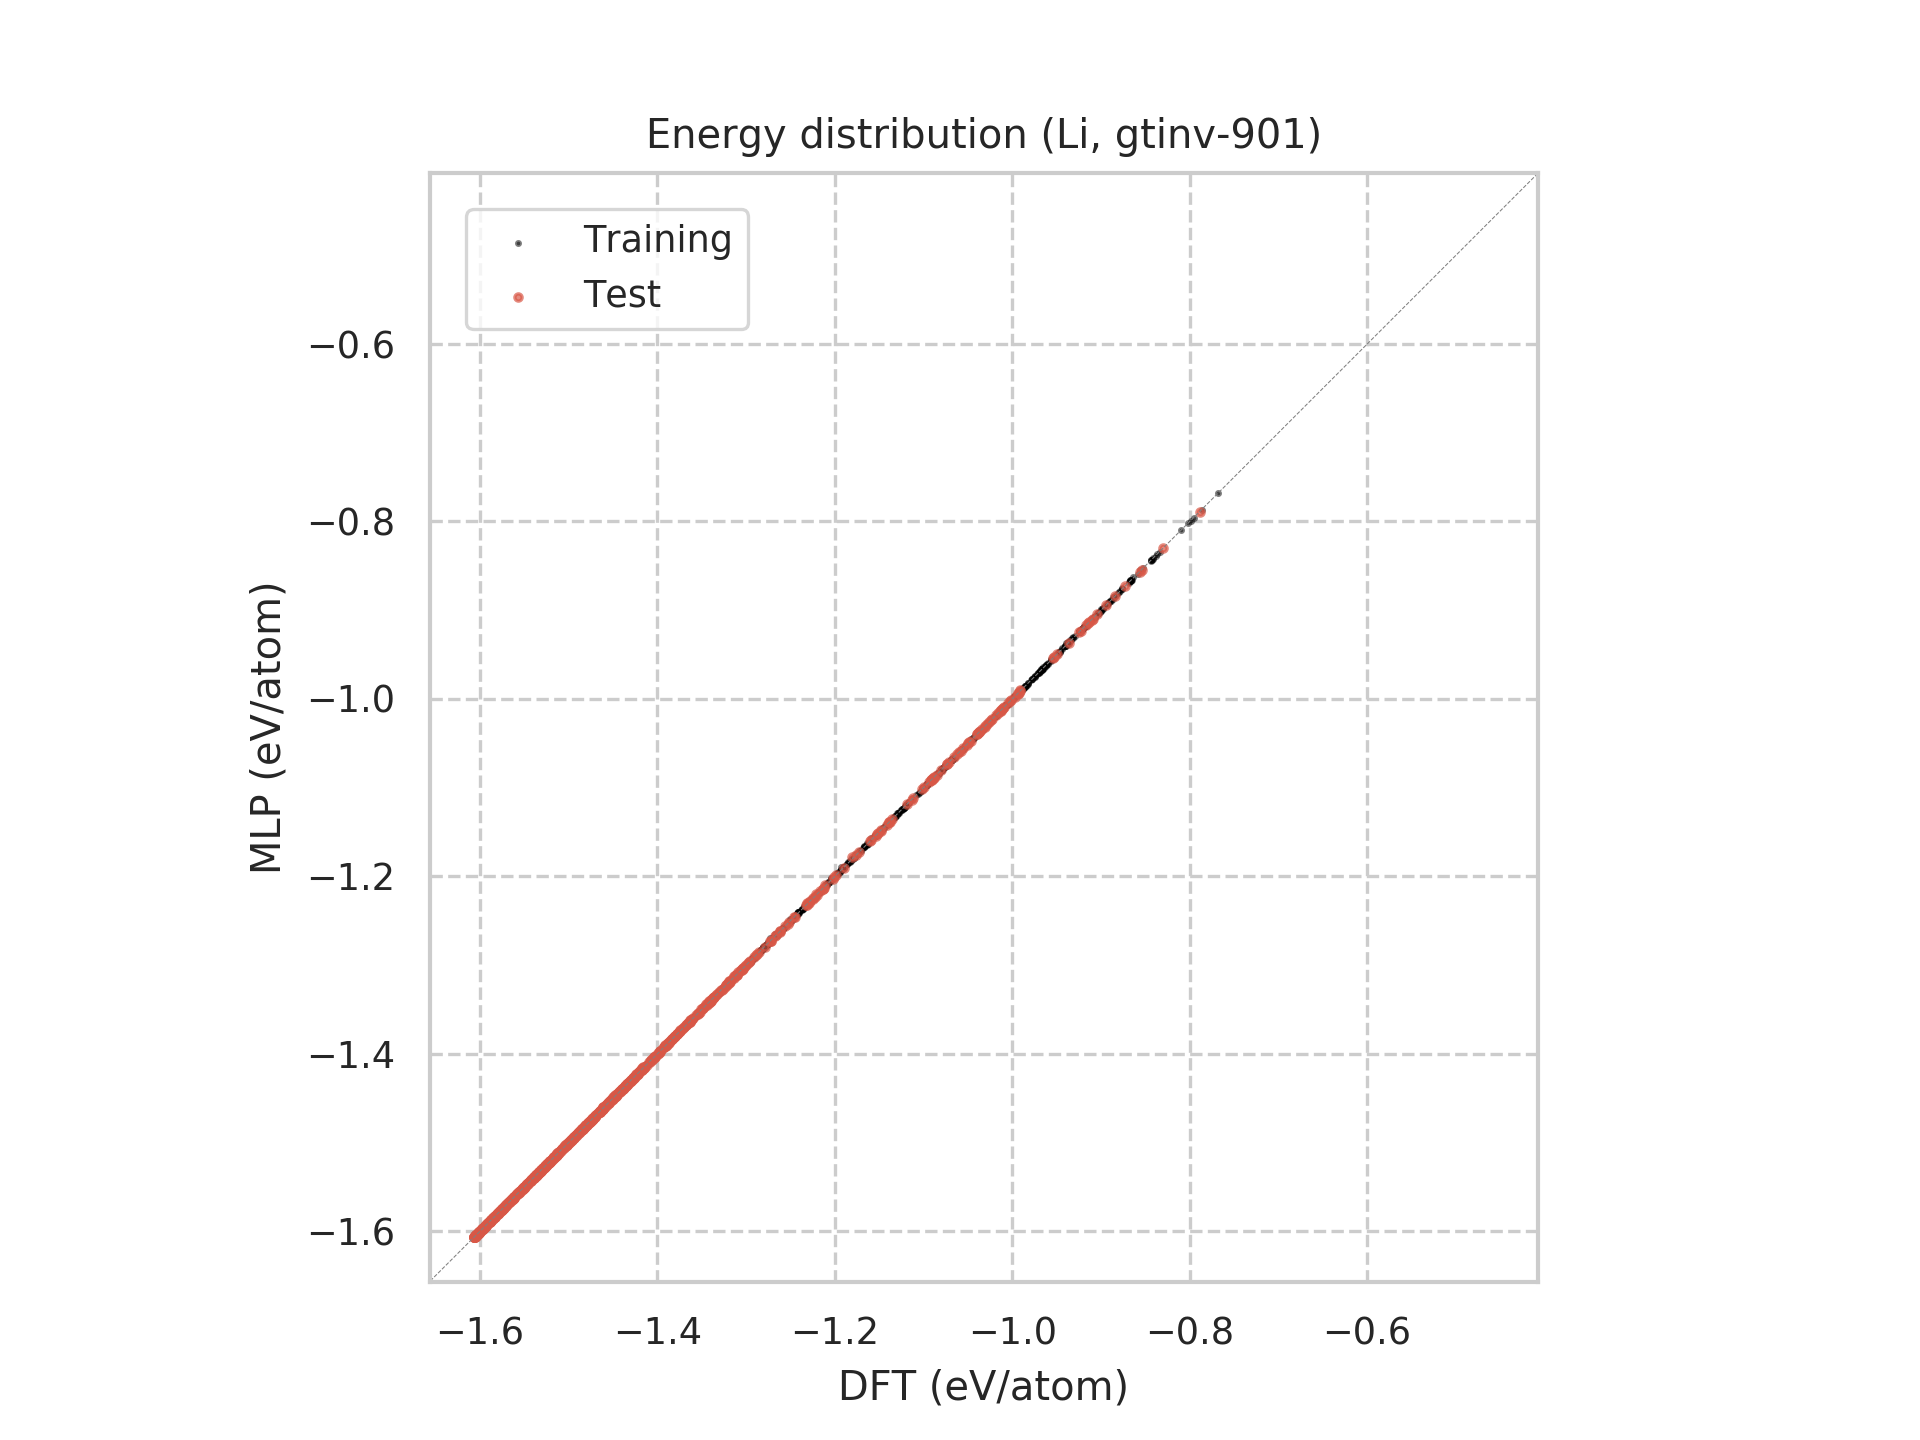 Energy distribution (Li, gtinv-901)
Training
Test
−0.6
−0.8
−1.0
−1.2
−1.4
−1.6
MLP (eV/atom)
−1.6 −1.4 −1.2 −1.0 −0.8 −0.6
DFT (eV/atom)